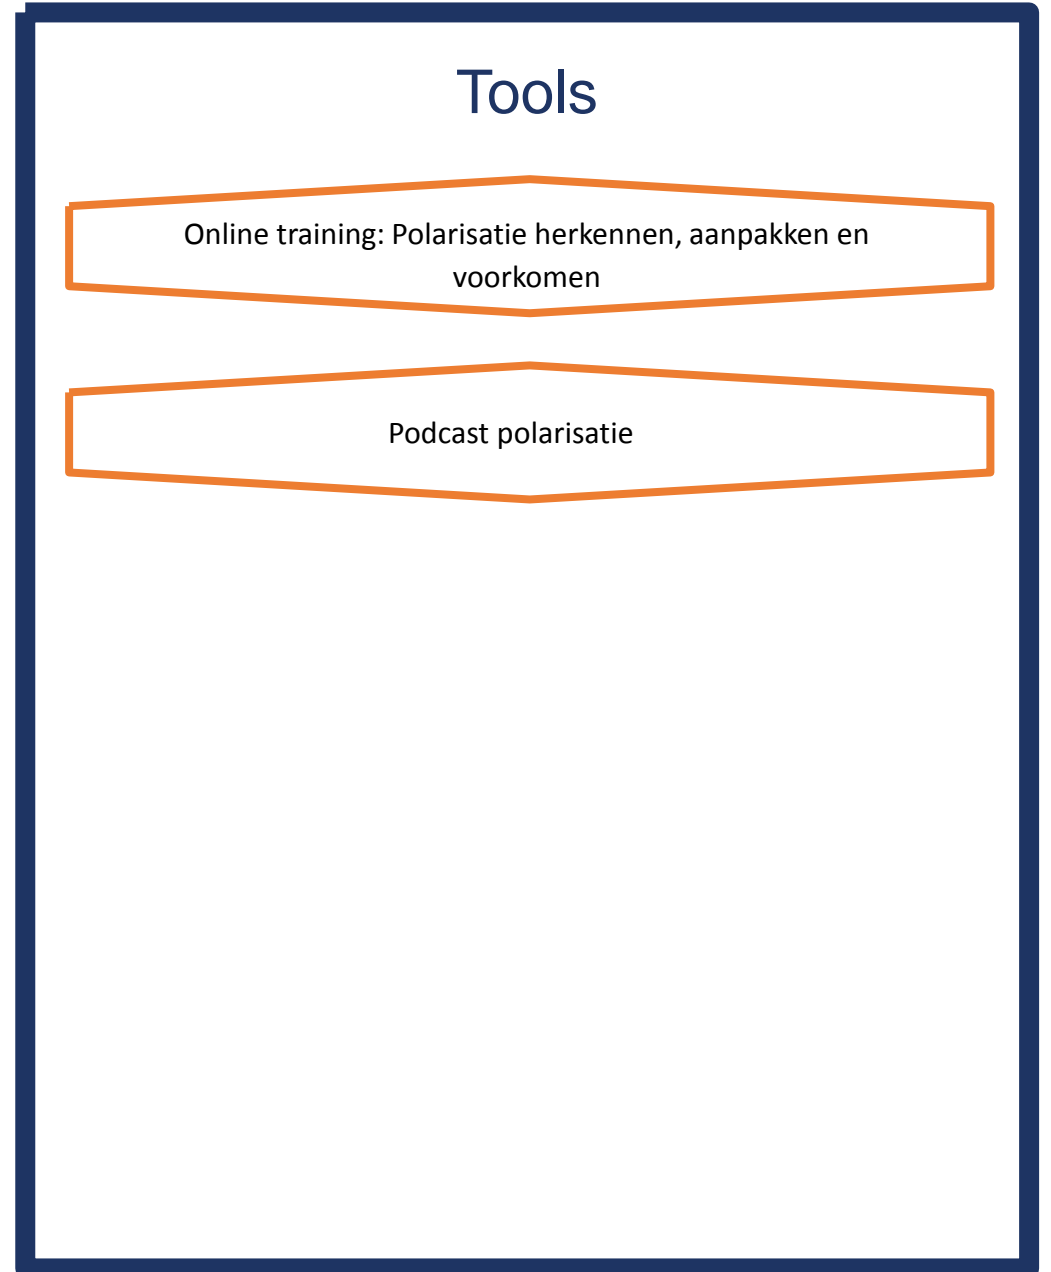 Tools
Online training: Polarisatie herkennen, aanpakken en
voorkomen
Podcast polarisatie